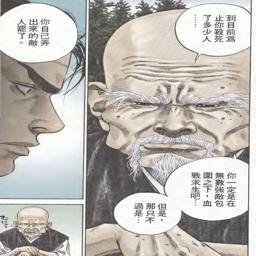 到目前為
止你殺死
了多少人
……
你一定是在
無數強敵包
圍之下，血
戰求生吧…
但是，
那只不
過是…
你自己弄
出來的敵
人罷了。